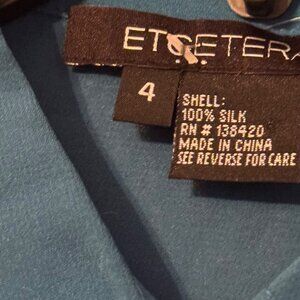 ETCETERA
4
SHELL:
100% SILK
RN # 138420
MADE IN CHINA
SEE REVERSE FOR CARE